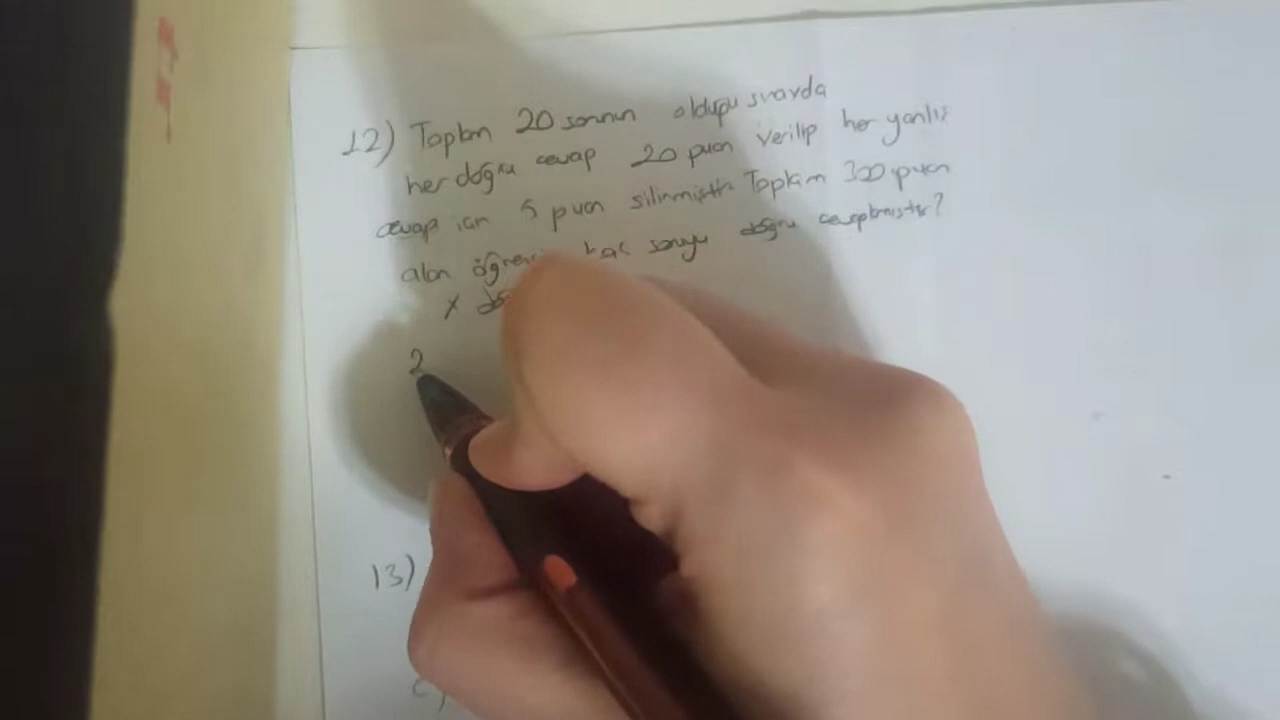 12) Toplam 20 sorunun olduğu sınavda
her doğru cevap 20 puan verilip her yanlış
cevap için 5 puan silinmiştir Toplam 300 puan
alan öğrenci kaç soruyu doğru cevaplamıştır?
x
2
13)
c)